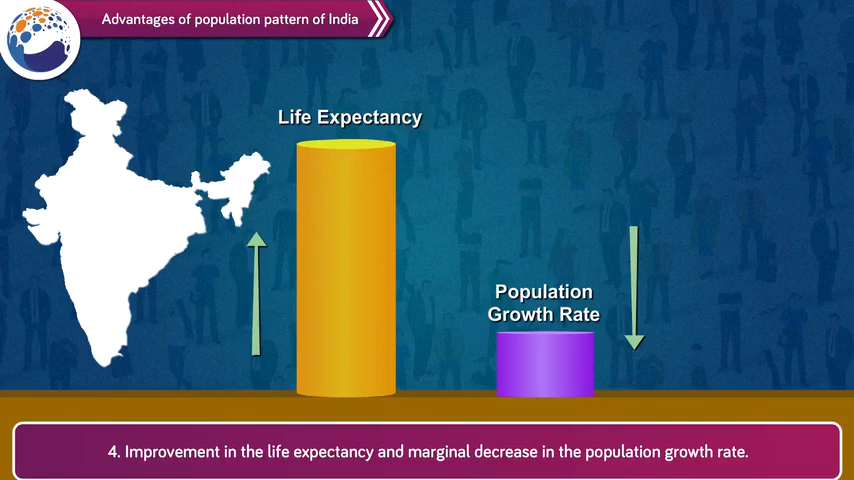 Advantages of population pattern of India
Life Expectancy
Population
Growth Rate
4. Improvement in the life expectancy and marginal decrease in the population growth rate.